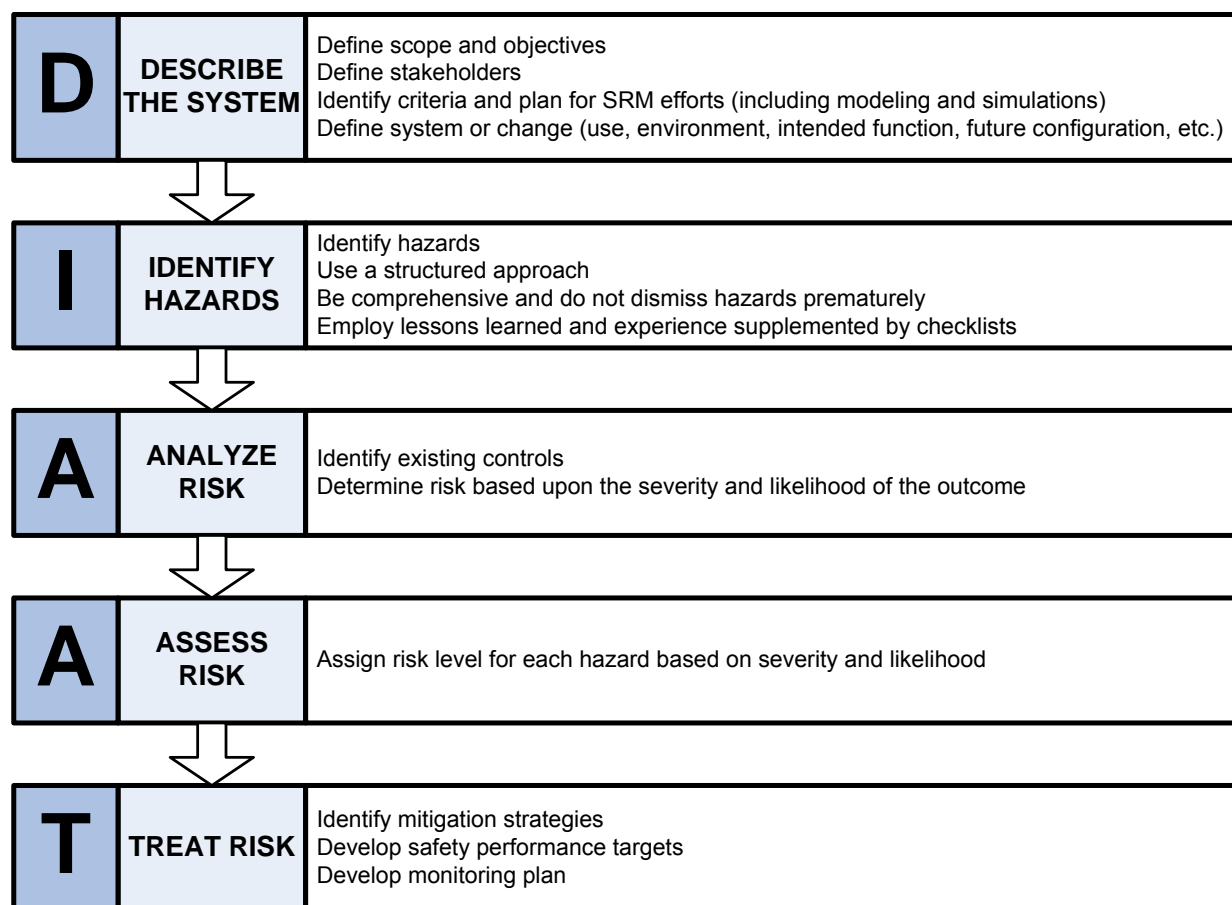 D
DESCRIBE
THE SYSTEM
Define scope and objectives
Define stakeholders
Identify criteria and plan for SRM efforts (including modeling and simulations)
Define system or change (use, environment, intended function, future configuration, etc.)
I
IDENTIFY
HAZARDS
Identify hazards
Use a structured approach
Be comprehensive and do not dismiss hazards prematurely
Employ lessons learned and experience supplemented by checklists
A
ANALYZE
RISK
Identify existing controls
Determine risk based upon the severity and likelihood of the outcome
A
ASSESS
RISK
Assign risk level for each hazard based on severity and likelihood
T
TREAT RISK
Identify mitigation strategies
Develop safety performance targets
Develop monitoring plan